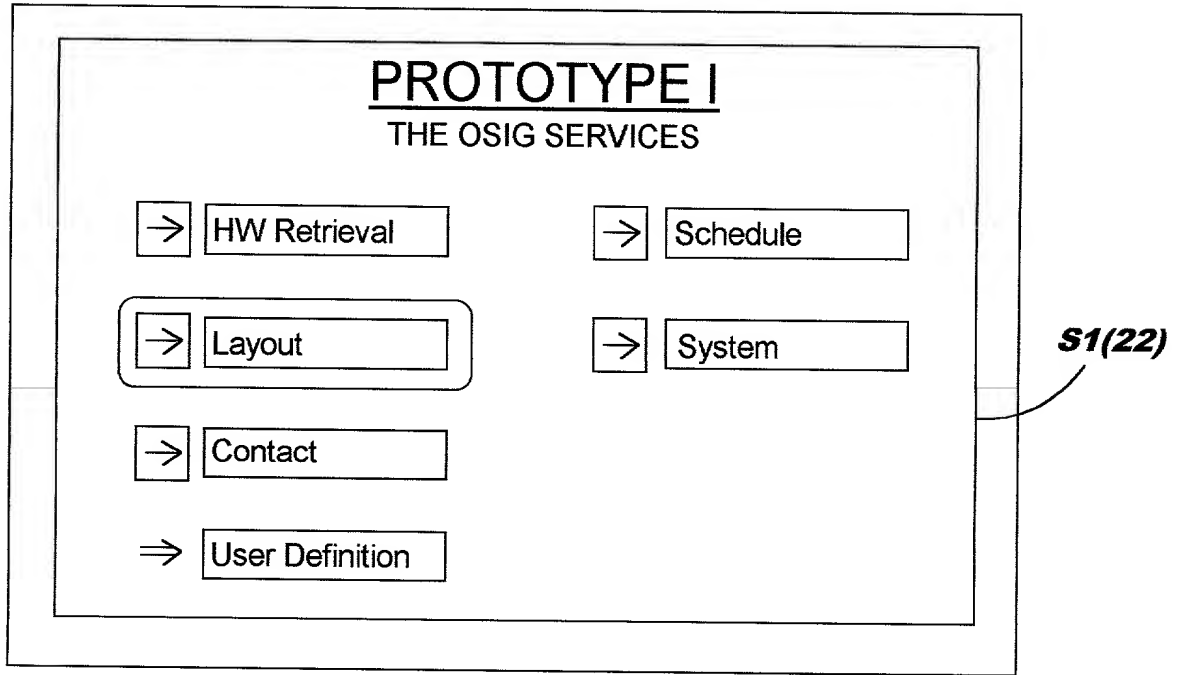 PROTOTYPE I
THE OSIG SERVICES
HW Retrieval
Schedule
Layout
System
S1(22)
Contact
User Definition